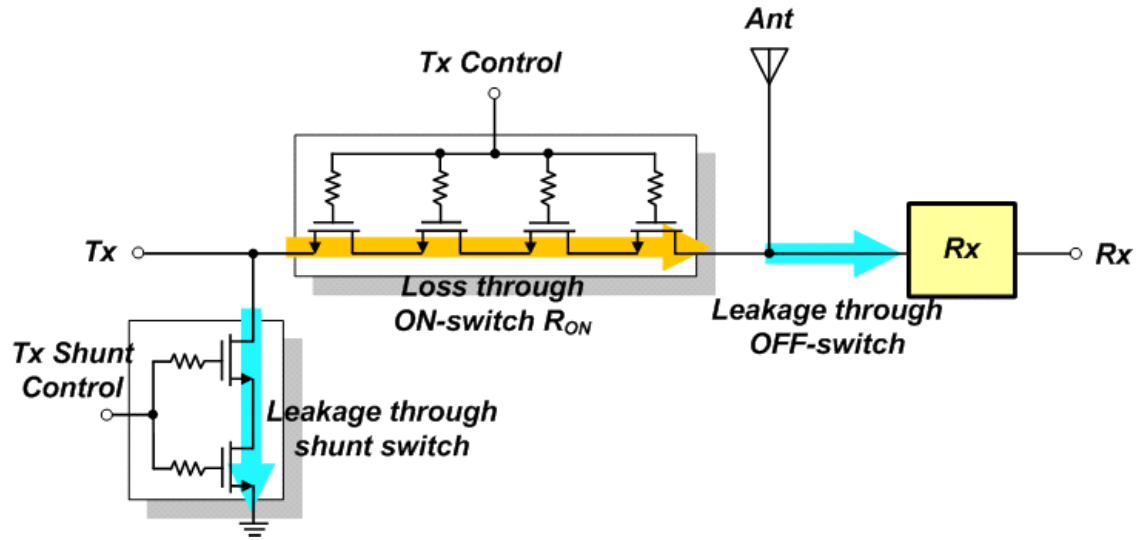 Ant
Tx Control
Tx
Rx
Rx
Loss through
ON-switch RON
Leakage through
OFF-switch
Tx Shunt
Control
Leakage through
shunt switch